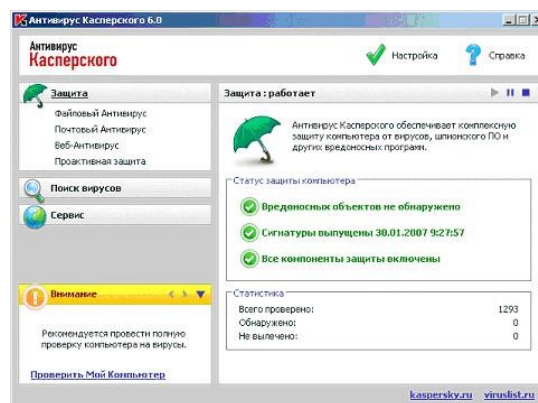 Антивирус Касперского 6.0
Антивирус
Касперского
Настройка
Справка
Защита
Файловый Антивирус
Почтовый Антивирус
Веб-Антивирус
Проактивная защита
Поиск вирусов
Сервис
Внимание
Рекомендуется провести полную
проверку компьютера на вирусы.
Проверить Мой Компьютер
Защита : работает
Антивирус Касперского обеспечивает комплексную
защиту компьютера от вирусов, шпионского ПО и
других вредоносных программ.
Статус защиты компьютера
Вредоносных объектов не обнаружено
Сигнатуры выпущены 30.01.2007 9:27:57
Все компоненты защиты включены
Статистика
Всего проверено: 1293
Обнаружено: 0
Не вылечено: 0
kaspersky.ru viruslist.ru